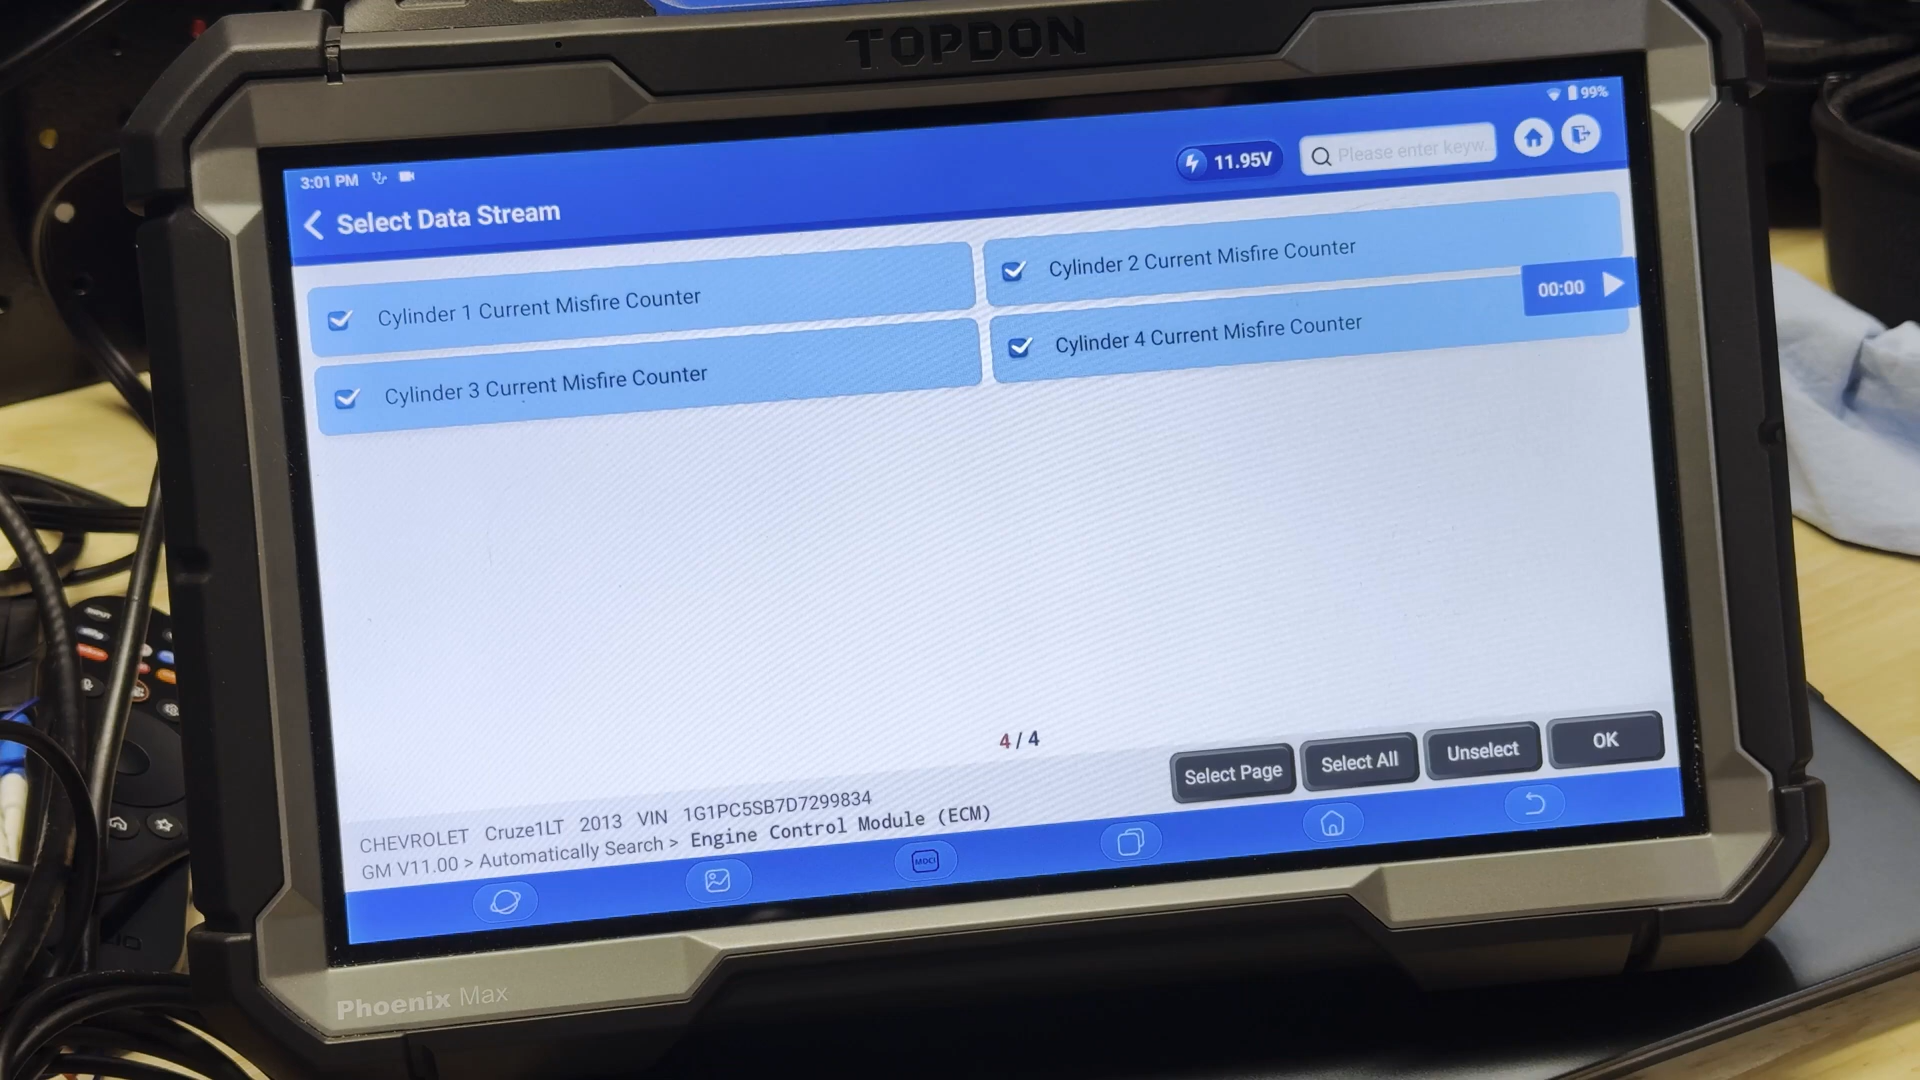 TOPDON
3:01 PM
99%
Select Data Stream
11.95V
Please enter keyw...
Cylinder 1 Current Misfire Counter
Cylinder 2 Current Misfire Counter
00:00
Cylinder 3 Current Misfire Counter
Cylinder 4 Current Misfire Counter
4 / 4
Select Page
Select All
Unselect
OK
CHEVROLET Cruze1LT 2013 VIN 1G1PC5SB7D7299834
GM V11.00 > Automatically Search > Engine Control Module (ECM)
MDCI
Phoenix Max